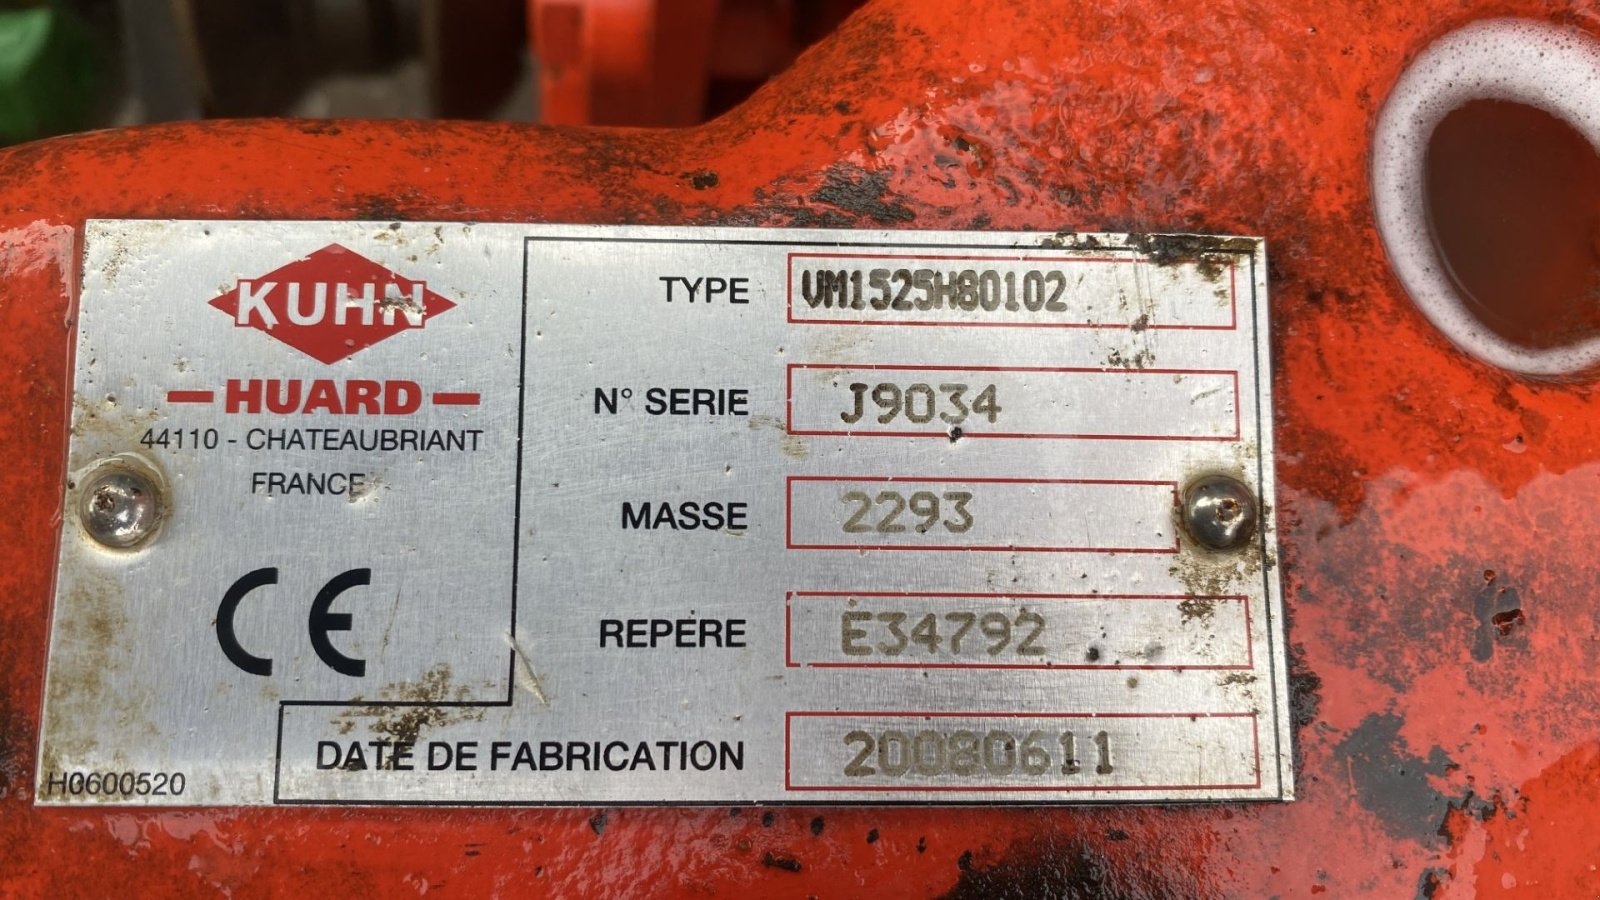 KUHN
HUARD
44110 - CHATEAUBRIANT
FRANCE
CE
H0600520
TYPE VM1525H80102
N° SERIE J9034
MASSE 2293
REPERE E34792
DATE DE FABRICATION 20080611